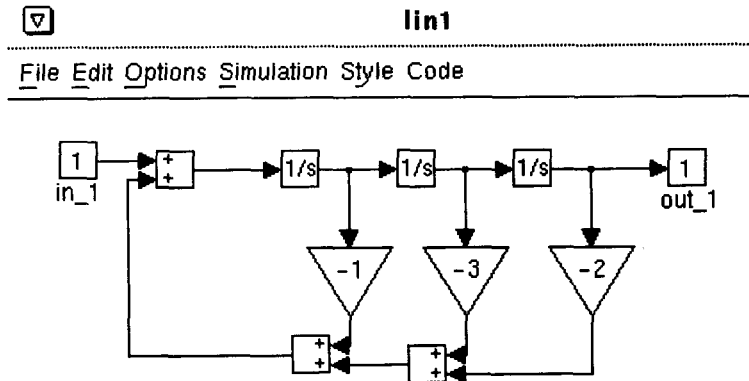 lin1
File Edit Options Simulation Style Code
1 + + 1/s 1/s 1/s 1
in_1 out_1
-1 -3 -2
+ + + +